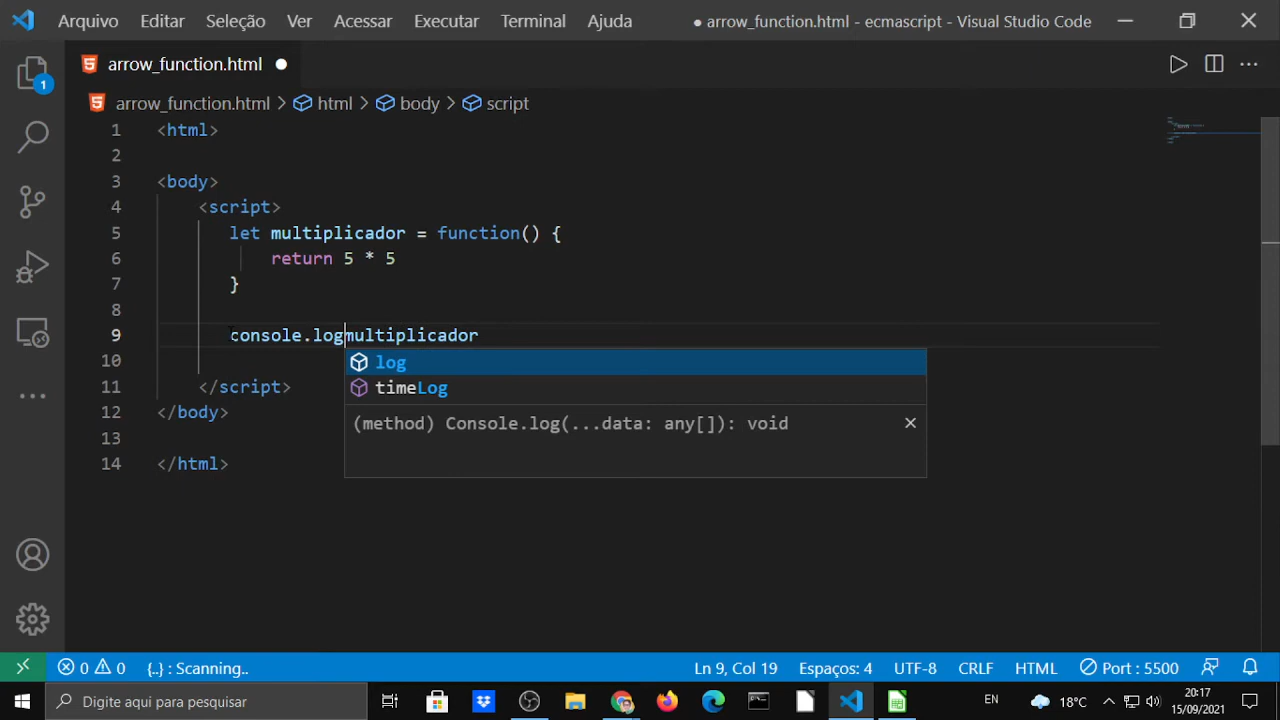 Arquivo Editar Seleção Ver Acessar Executar Terminal Ajuda ● arrow_function.html - ecmascript - Visual Studio Code
arrow_function.html ●
1
arrow_function.html > html > body > script
1 <html>
2
3 <body>
4 <script>
5 let multiplicador = function() {
6 return 5 * 5
7 }
8
9 console.logmultiplicador
log
10
timeLog
11 </script>
12 </body>
(method) Console.log(...data: any[]): void
13
14 </html>
0 0 {..} : Scanning.. Ln 9, Col 19 Espaços: 4 UTF-8 CRLF HTML Port : 5500
Digite aqui para pesquisar EN 18°C 20:17
15/09/2021